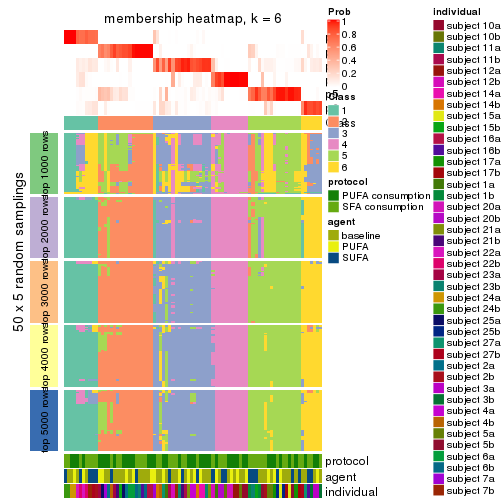 membership heatmap, k = 6
50 x 5 random samplings
top 1000 rows
top 2000 rows
top 3000 rows
top 4000 rows
top 5000 rows
protocol
agent
individual
Prob
1
0.8
0.6
0.4
0.2
0
Class
1
2
3
4
5
6
protocol
PUFA consumption
SFA consumption
agent
baseline
PUFA
SUFA
individual
subject 10a
subject 10b
subject 11a
subject 11b
subject 12a
subject 12b
subject 14a
subject 14b
subject 15a
subject 15b
subject 16a
subject 16b
subject 17a
subject 17b
subject 1a
subject 1b
subject 20a
subject 20b
subject 21a
subject 21b
subject 22a
subject 22b
subject 23a
subject 23b
subject 24a
subject 24b
subject 25a
subject 25b
subject 27a
subject 27b
subject 2a
subject 2b
subject 3a
subject 3b
subject 4a
subject 4b
subject 5a
subject 5b
subject 6a
subject 6b
subject 7a
subject 7b